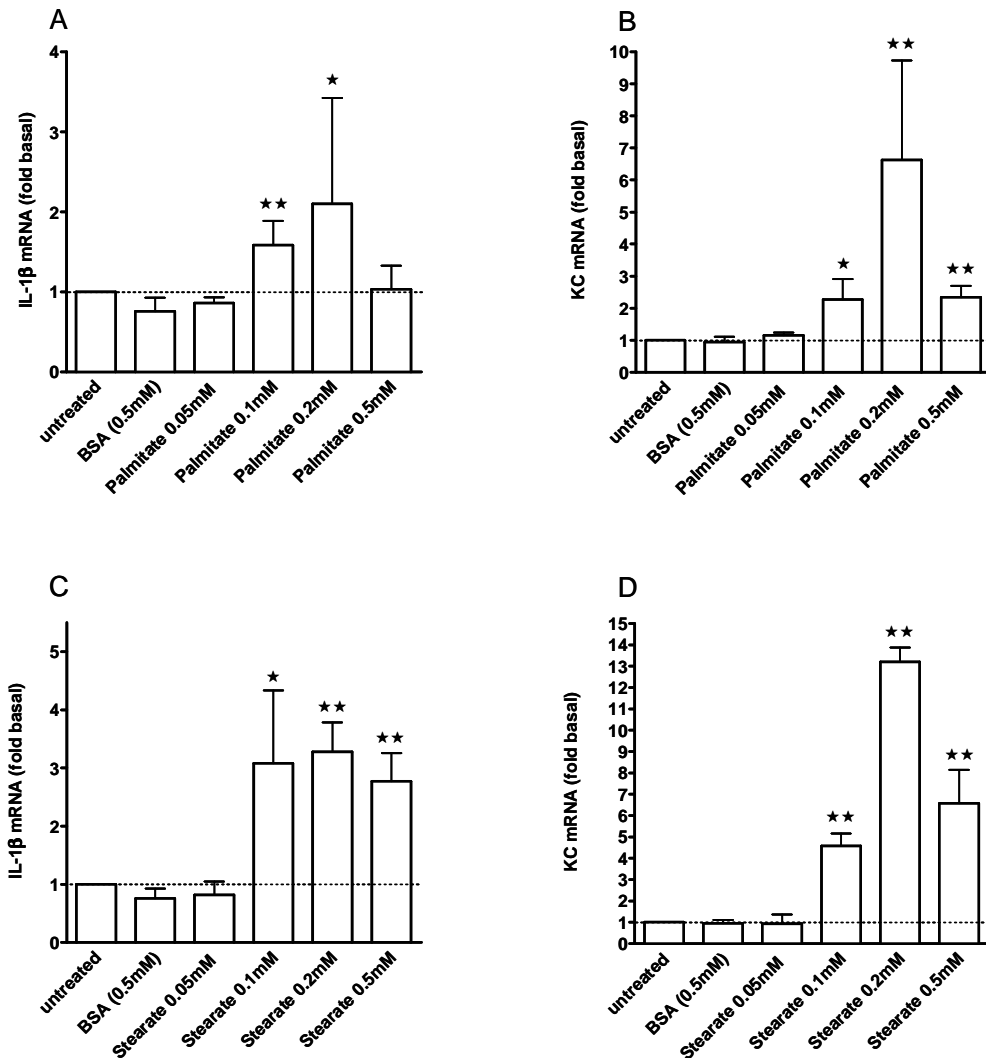 A
IL-1β mRNA (fold basal)
4
3
2
1
0
★★
★
untreated
BSA (0.5mM)
Palmitate 0.05mM
Palmitate 0.1mM
Palmitate 0.2mM
Palmitate 0.5mM
B
KC mRNA (fold basal)
10
9
8
7
6
5
4
3
2
1
0
★
★★
★★
untreated
BSA (0.5mM)
Palmitate 0.05mM
Palmitate 0.1mM
Palmitate 0.2mM
Palmitate 0.5mM
C
IL-1β mRNA (fold basal)
5
4
3
2
1
0
★
★★
★★
untreated
BSA (0.5mM)
Stearate 0.05mM
Stearate 0.1mM
Stearate 0.2mM
Stearate 0.5mM
D
KC mRNA (fold basal)
15
14
13
12
11
10
9
8
7
6
5
4
3
2
1
0
★★
★★
★★
untreated
BSA (0.5mM)
Stearate 0.05mM
Stearate 0.1mM
Stearate 0.2mM
Stearate 0.5mM